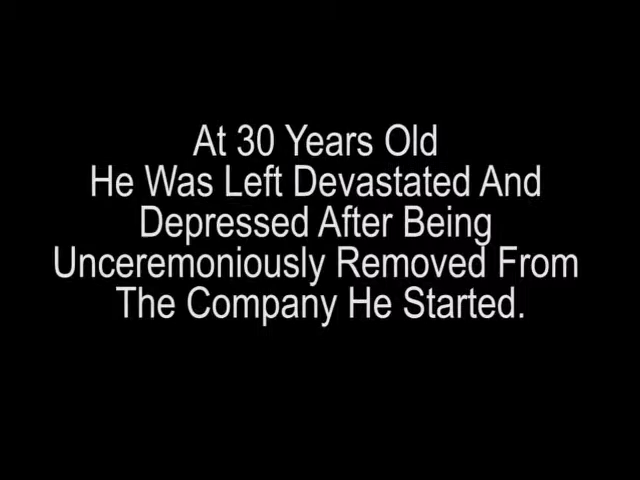 At 30 Years Old
He Was Left Devastated And
Depressed After Being
Unceremoniously Removed From
The Company He Started.